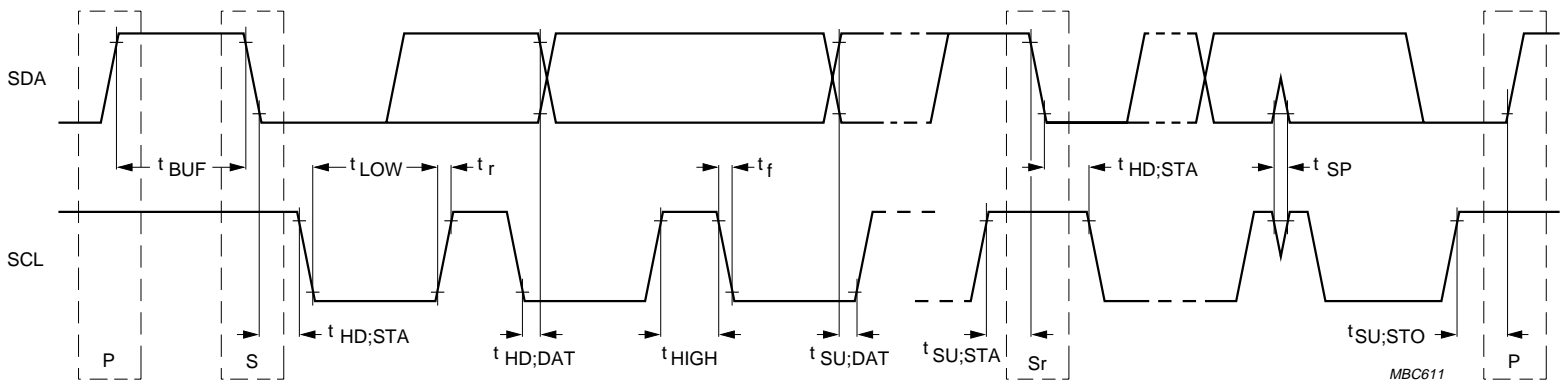 SDA
t BUF
t LOW
t r
t f
t HD;STA
t SP
SCL
t HD;STA
t HD;DAT
t HIGH
t SU;DAT
t SU;STA
t SU;STO
P
S
Sr
P
MBC611